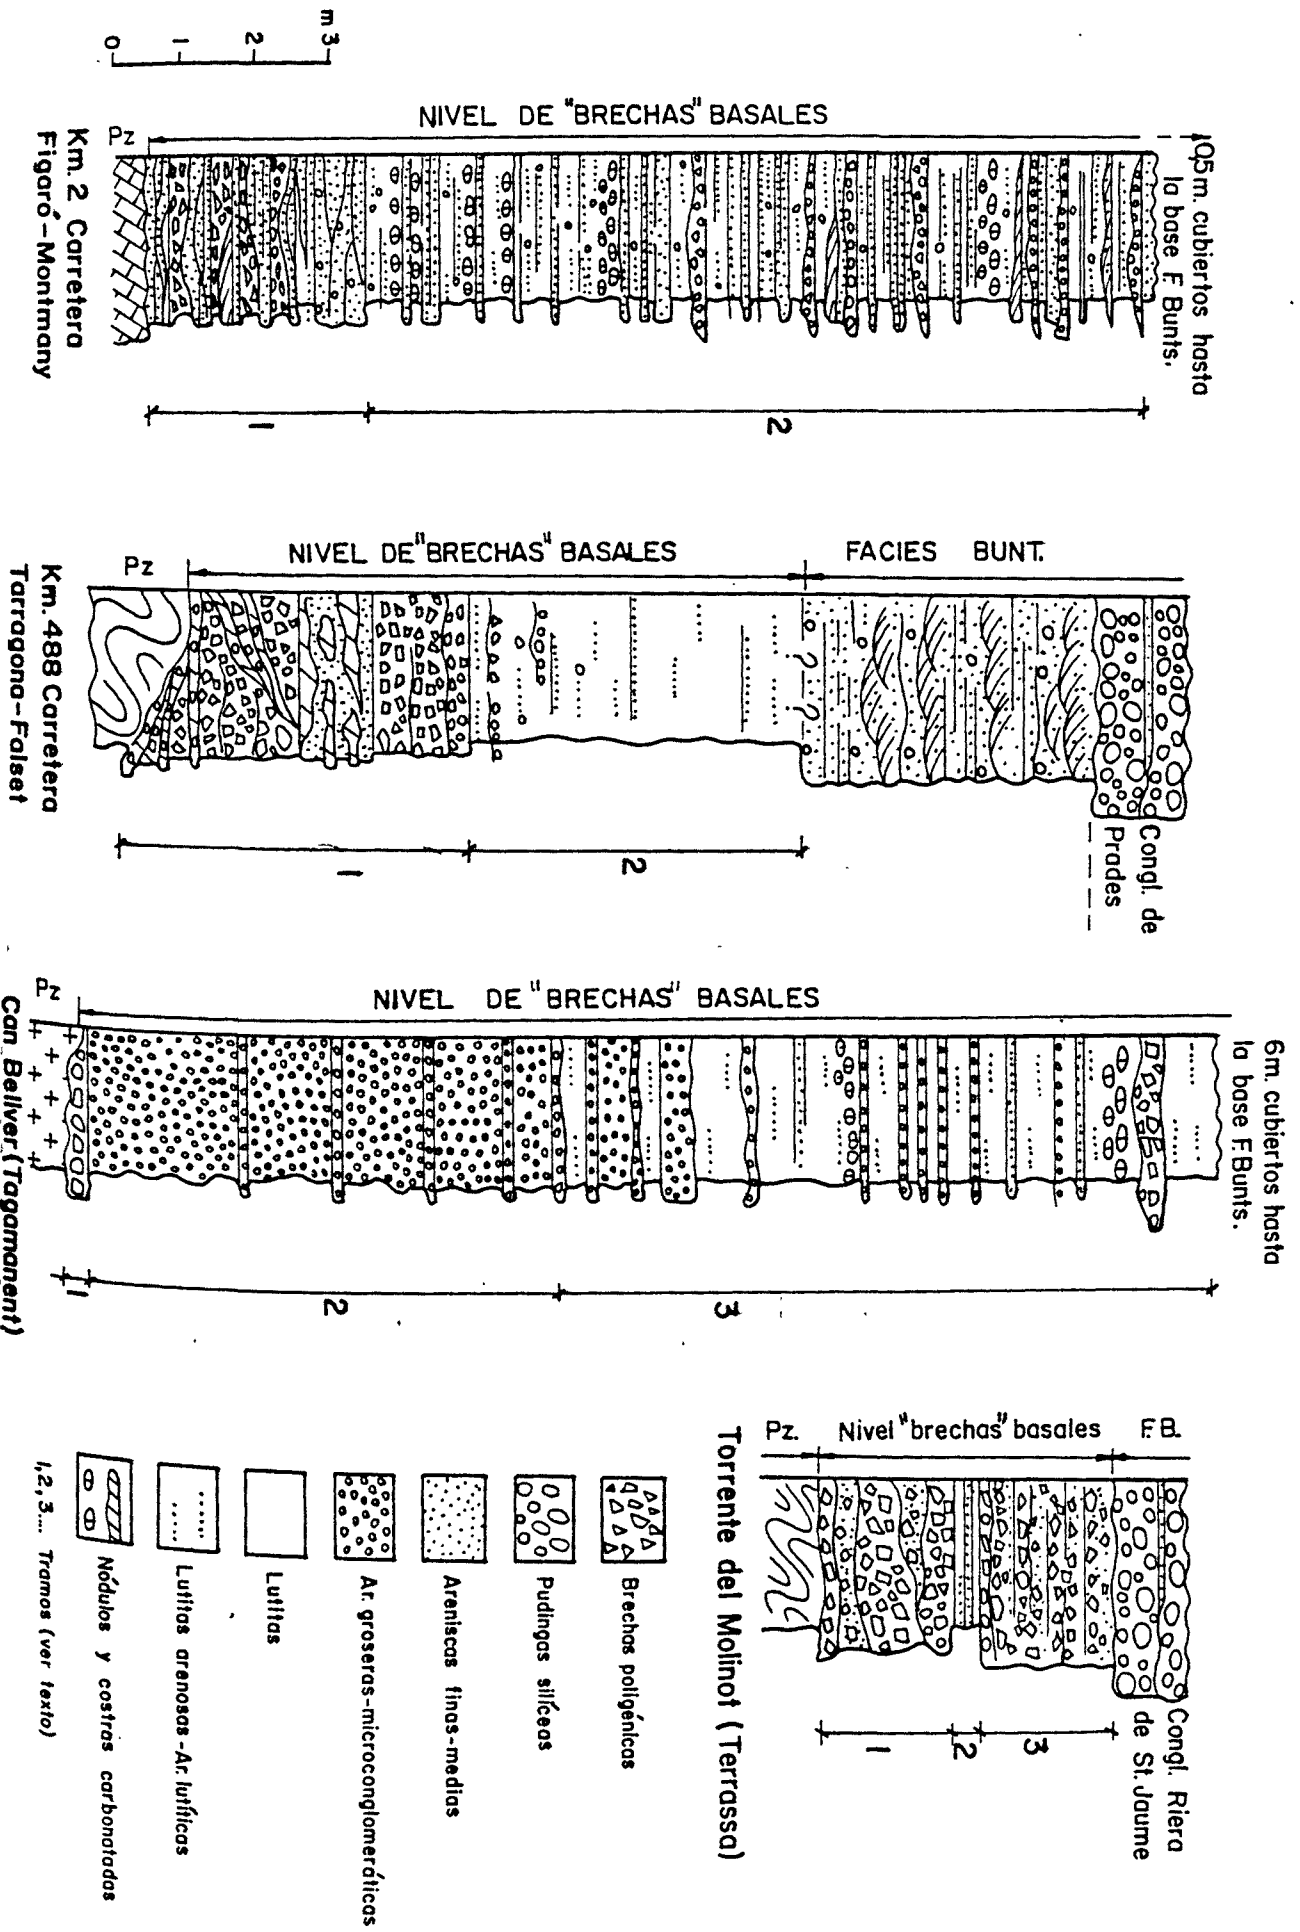 m 3
2
1
0
NIVEL DE "BRECHAS" BASALES
Pz
Km. 2 Carretera
Figaró-Montmany
10,5m. cubiertos hasta
la base F. Bunts.
1
2
NIVEL DE "BRECHAS" BASALES
FACIES BUNT.
Pz
Km. 488 Carretera
Tarragona-Falset
Congl. de
Prades
1
2
NIVEL DE "BRECHAS" BASALES
Pz
Can Bellver (Tagamanent)
6m. cubiertos hasta
la base F. Bunts.
1
2
3
Pz.
Nivel "brechas" basales
F.B.
Torrente del Molinot (Terrassa)
Congl. Riera
de St. Jaume
1
2
3
Brechas poligénicas
Pudingas silíceas
Areniscas finas-medias
Ar. groseras-microconglomeráticas
Lutitas
Lutitas arenosas-Ar. lutíticas
Nódulos y costras carbonatadas
1,2,3.... Tramos (ver texto)